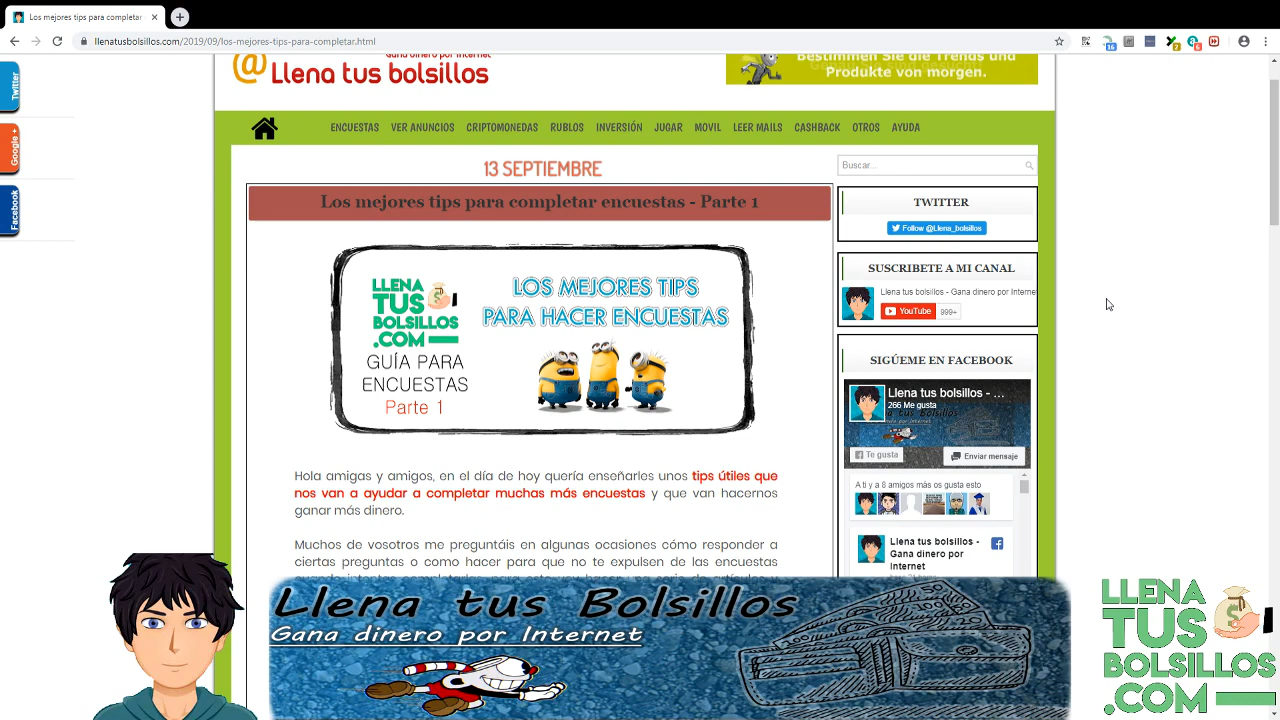 Los mejores tips para completar
llenatusbolsillos.com/2019/09/los-mejores-tips-para-completar.html
Twitter
Google +
Facebook
Gana dinero por Internet
@Llena tus bolsillos
Bestimmen Sie die Trends und
Produkte von morgen.
ENCUESTAS VER ANUNCIOS CRIPTOMONEDAS RUBLOS INVERSIÓN JUGAR MOVIL LEER MAILS CASHBACK OTROS AYUDA
13 SEPTIEMBRE
Buscar...
Los mejores tips para completar encuestas - Parte 1
LLENA
TUS
BOLSILLOS
.COM
GUÍA PARA
ENCUESTAS
Parte 1
LOS MEJORES TIPS
PARA HACER ENCUESTAS
Hola amigas y amigos, en el día de hoy quería enseñarles unos tips útiles que
nos van a ayudar a completar muchas más encuestas y que van hacernos
ganar más dinero.
Muchos de vosotros me preguntáis en algunas ocasiones cómo responder a
ciertas preguntas o como hacer para que no te expulsen de las encuestas
TWITTER
Follow @Llena_bolsillos
SUSCRIBETE A MI CANAL
Llena tus bolsillos - Gana dinero por Interne
YouTube 999+
SIGÚEME EN FACEBOOK
Llena tus bolsillos - ...
266 Me gusta
Te gusta
Enviar mensaje
A ti y a 8 amigos más os gusta esto
Llena tus bolsillos -
Gana dinero por
Internet
Llena tus Bolsillos
Gana dinero por Internet
LLENA
TUS
BOLSILLOS
.COM